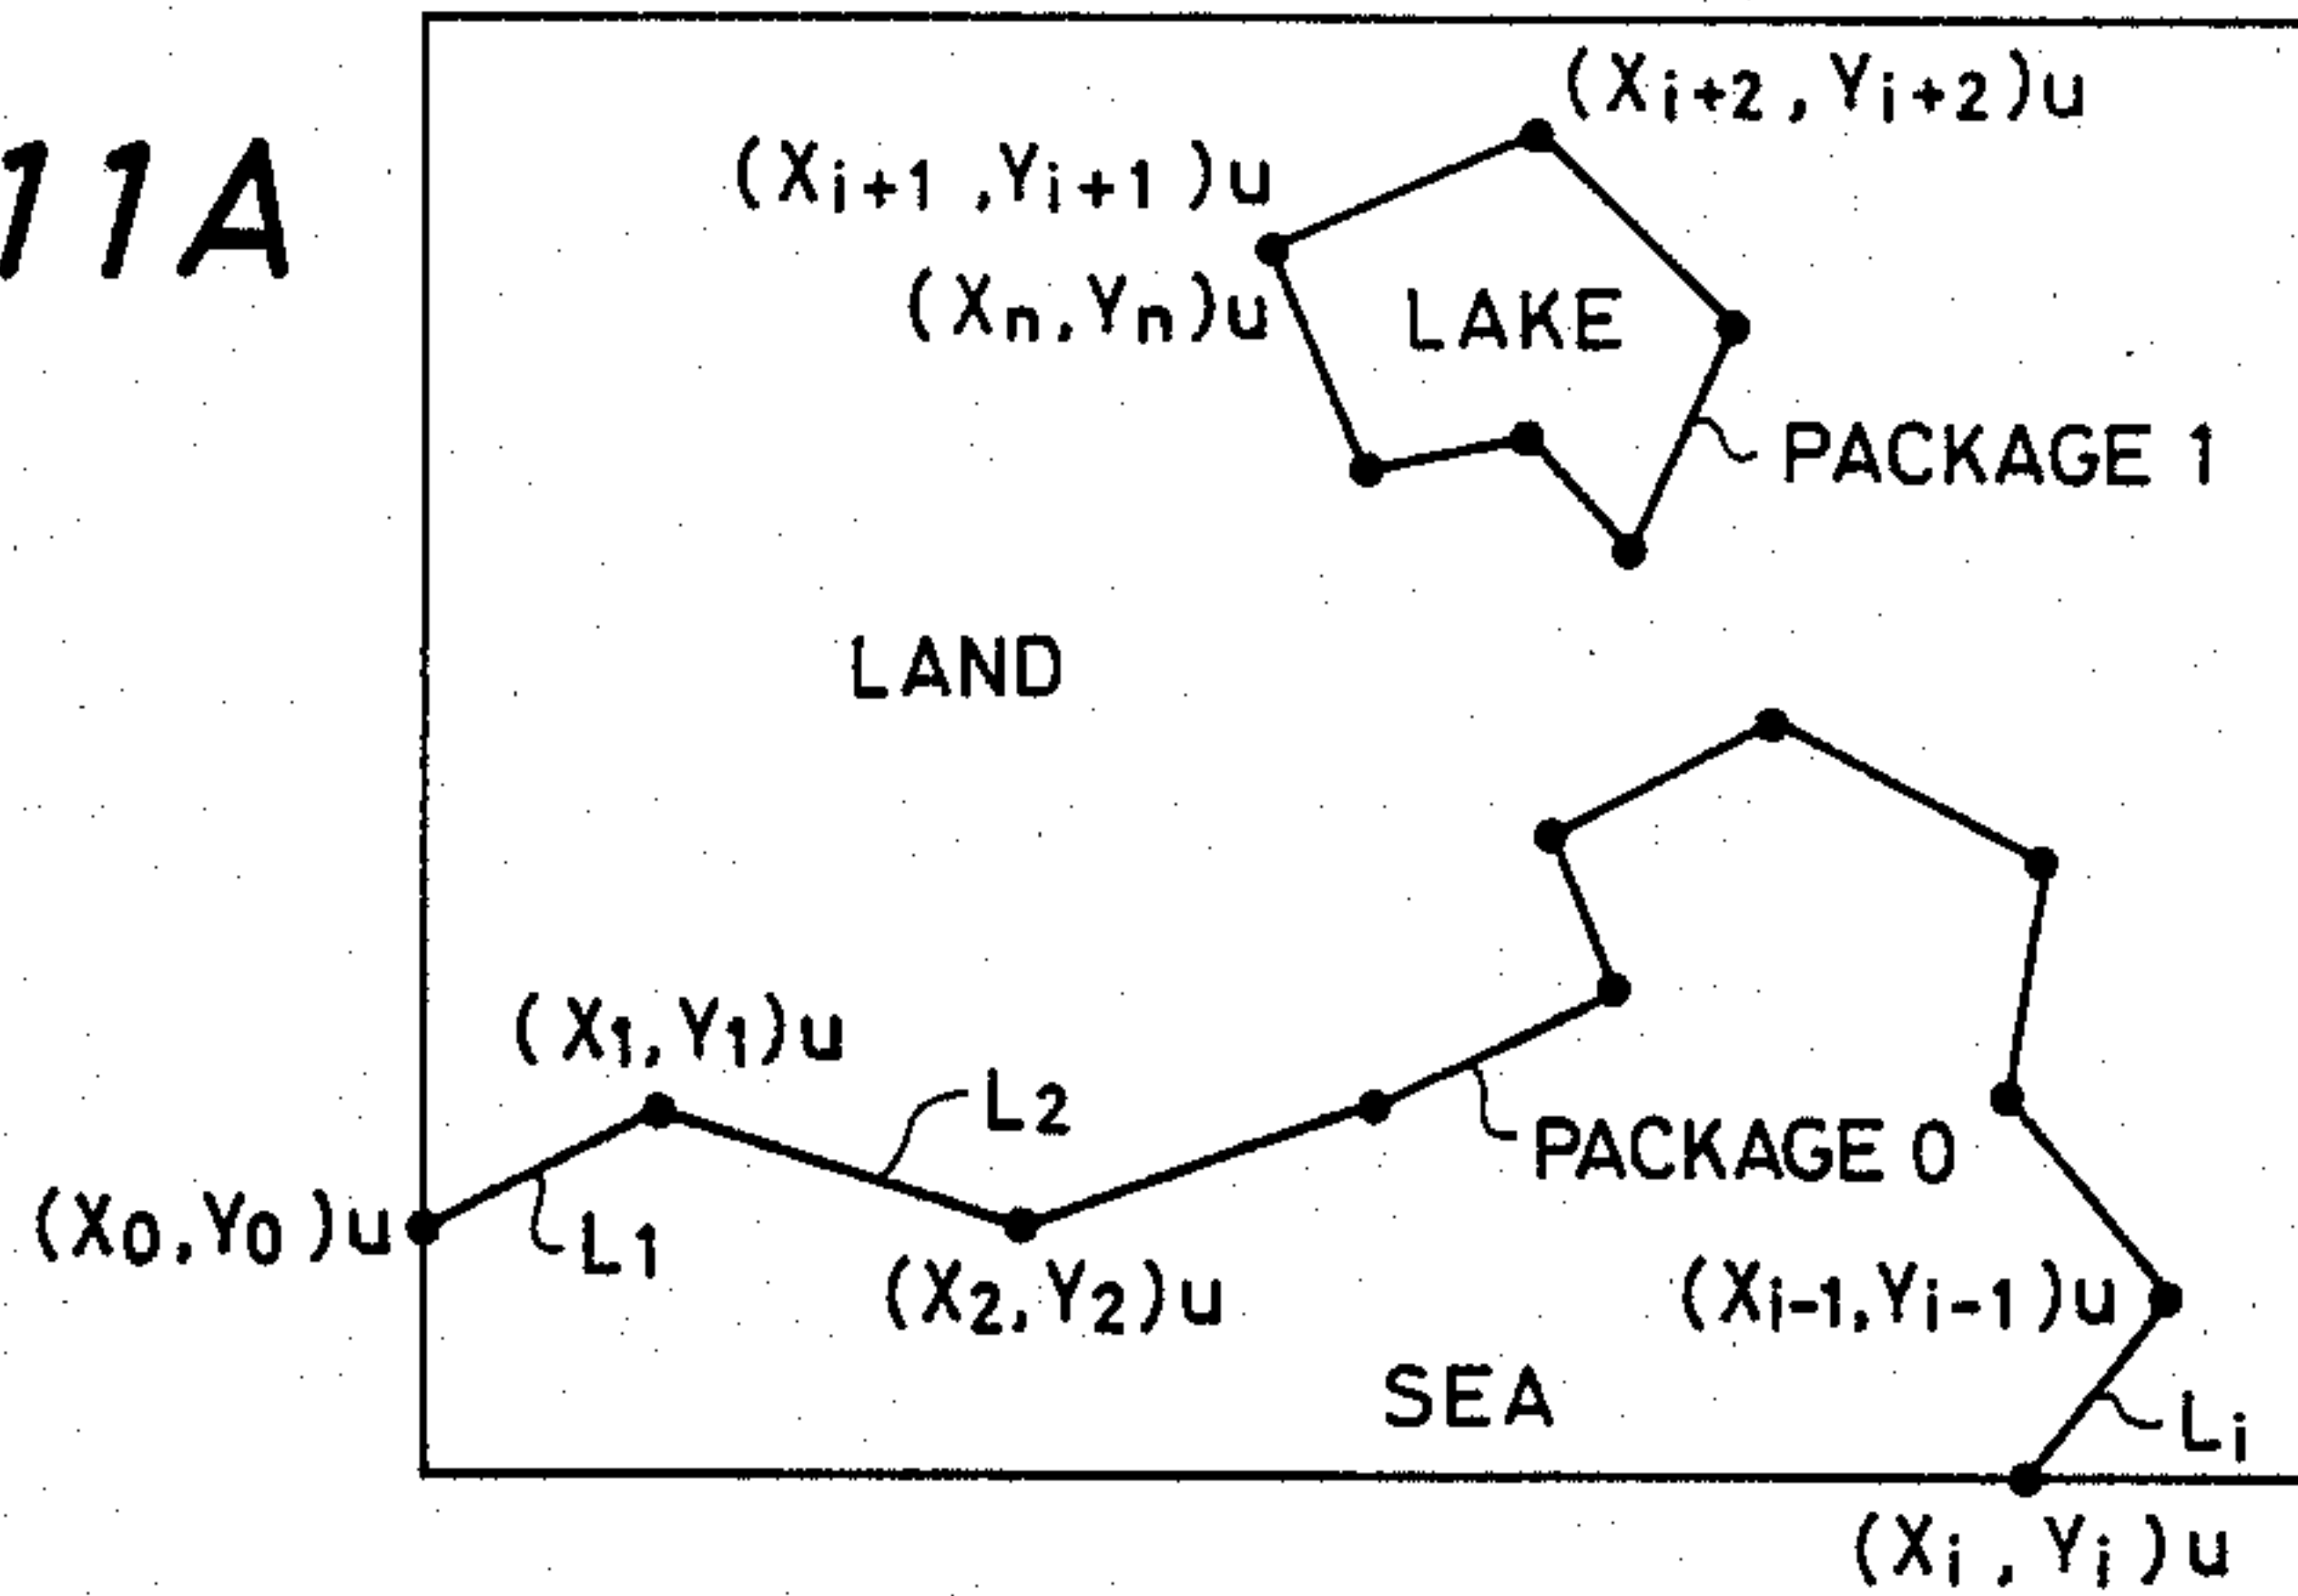 11A
(Xi+2,Yi+2)u
(Xi+1,Yi+1)u
(Xn,Yn)u
LAKE
PACKAGE 1
LAND
(X1,Y1)u
L2
PACKAGE 0
(X0,Y0)u
L1
(X2,Y2)u
(Xi-1,Yi-1)u
SEA
Li
(Xi,Yi)u